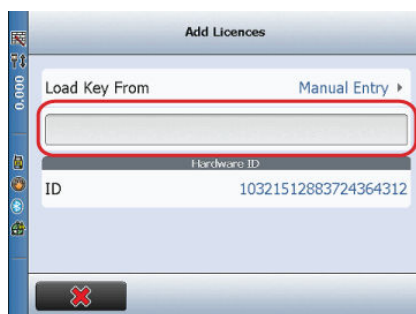 Add Licences
0.000
Load Key From Manual Entry
Hardware ID
ID 10321512883724364312